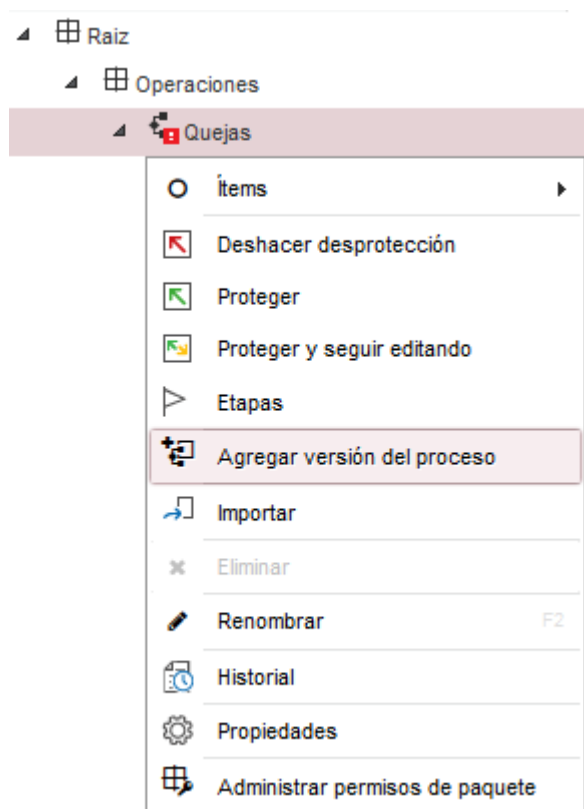 Raiz
Operaciones
Quejas
Ítems
Deshacer desprotección
Proteger
Proteger y seguir editando
Etapas
Agregar versión del proceso
Importar
Eliminar
Renombrar F2
Historial
Propiedades
Administrar permisos de paquete